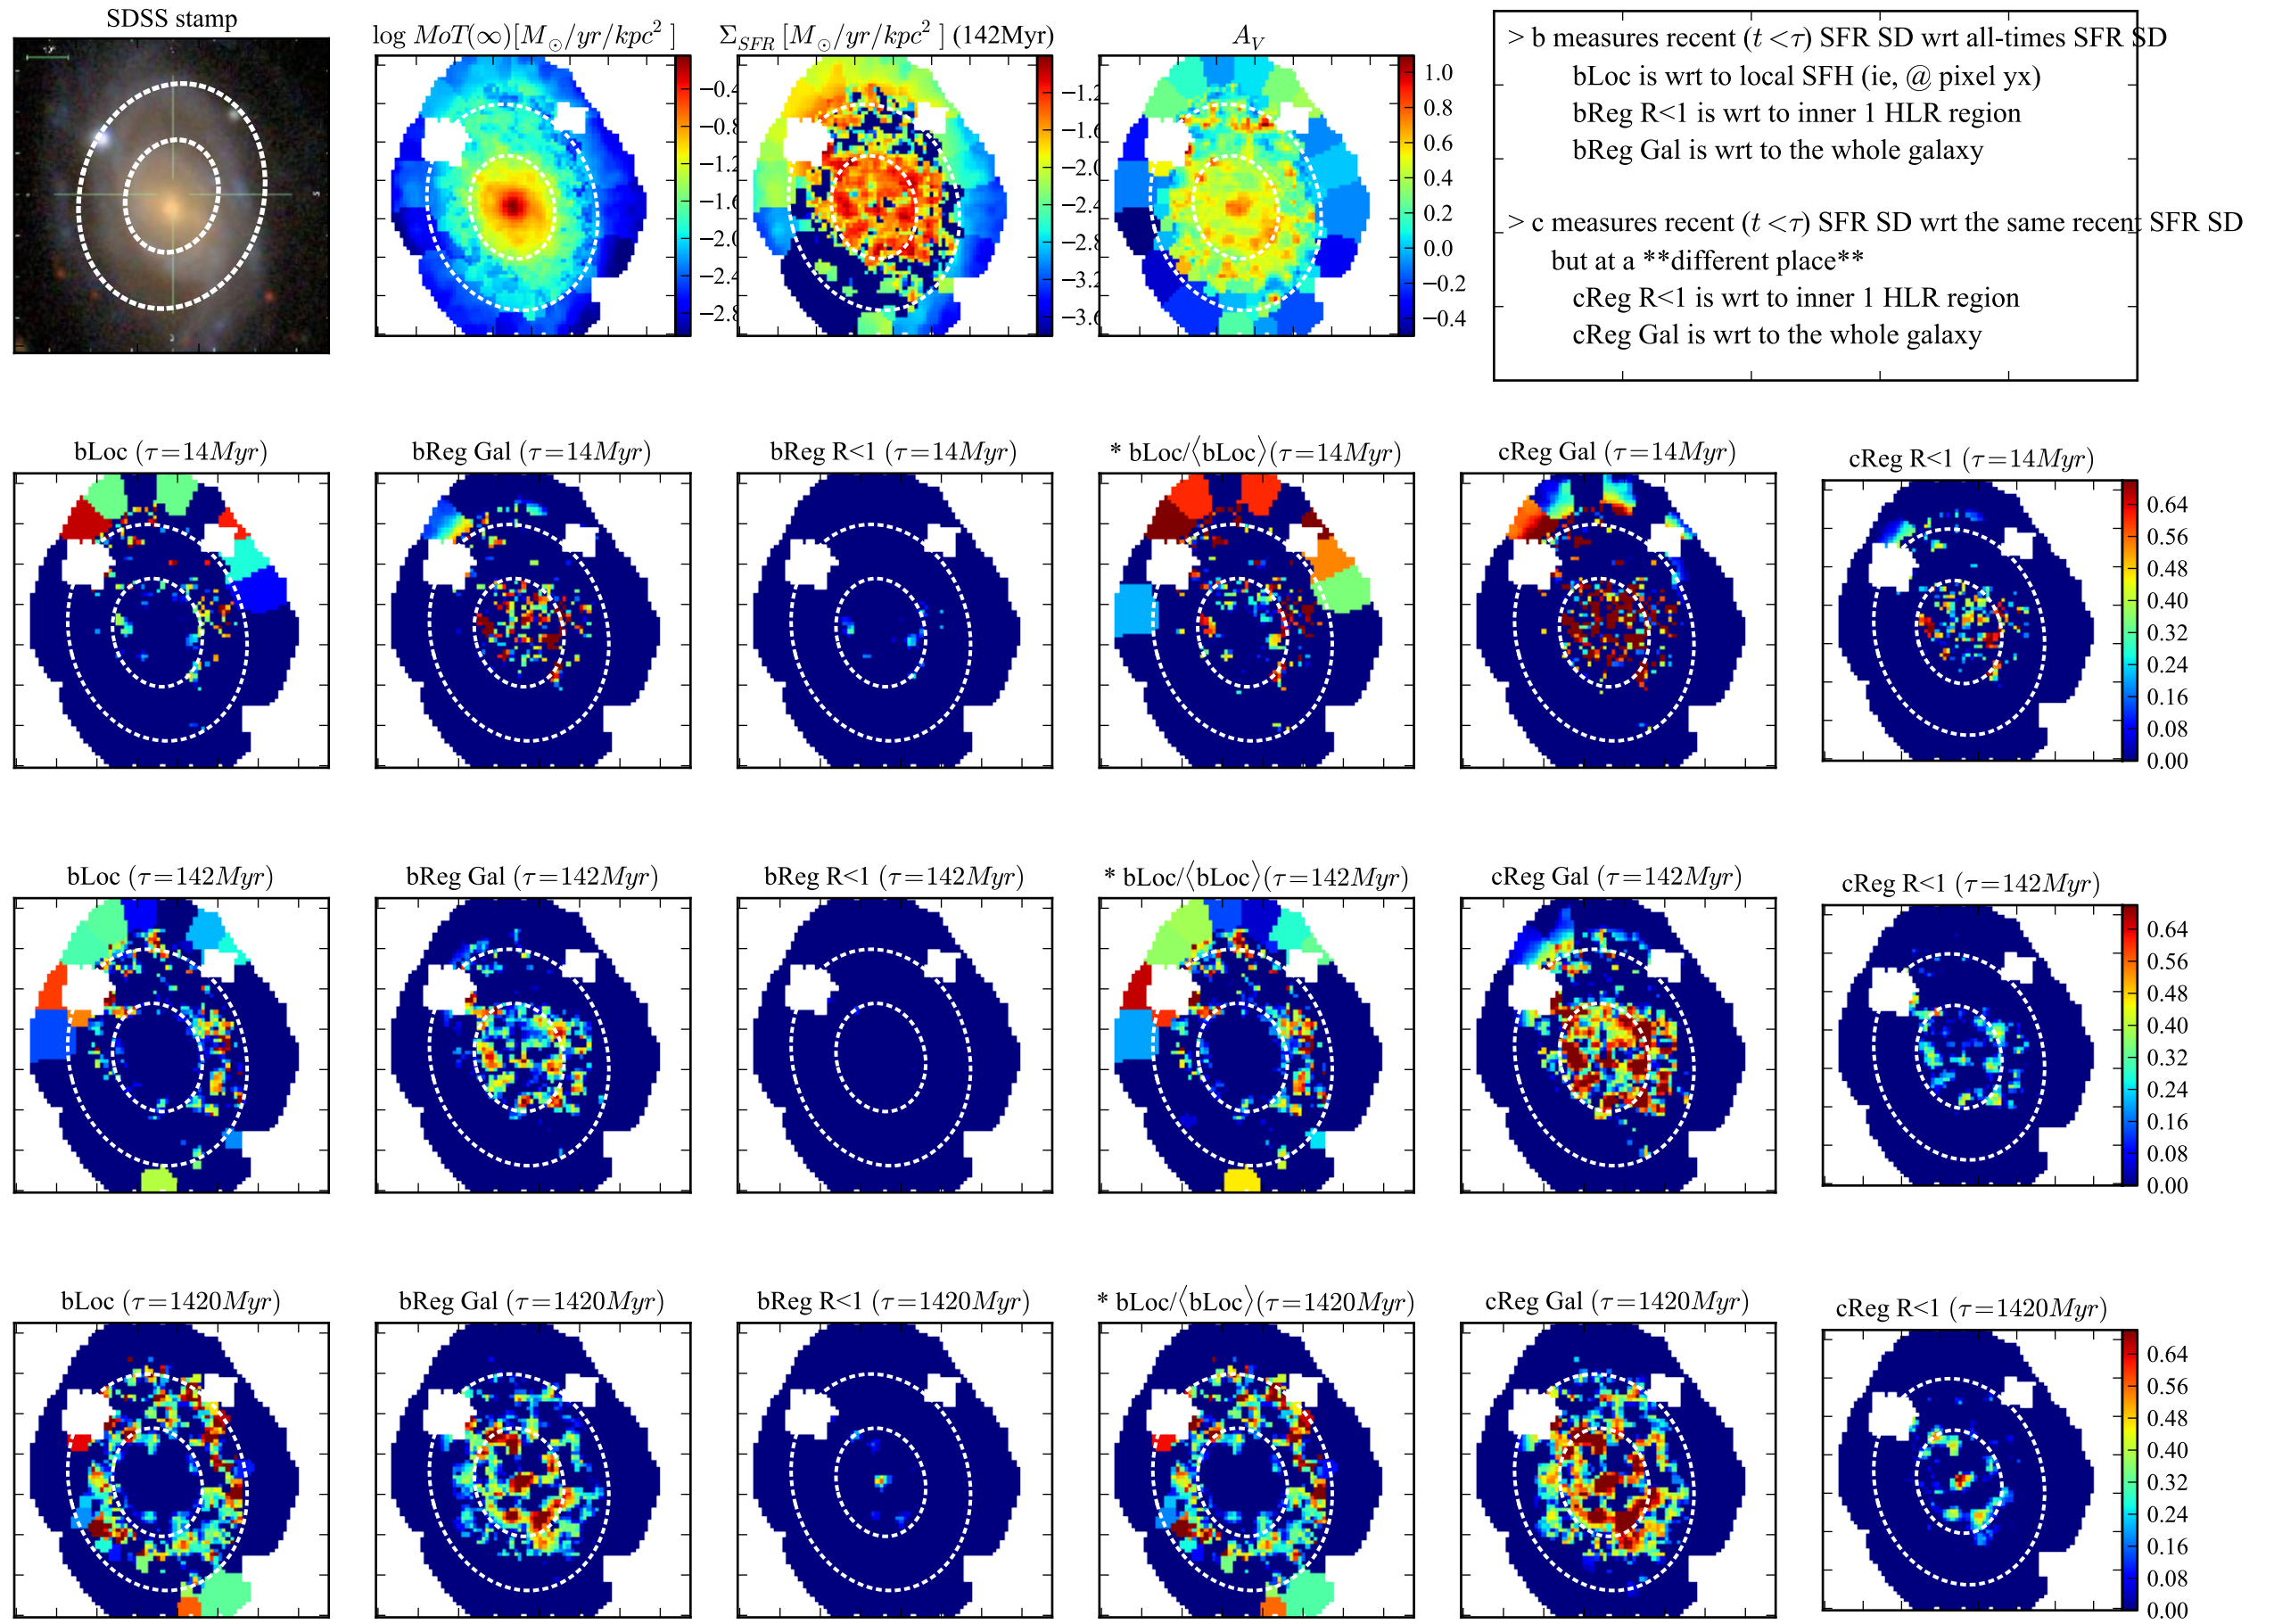 SDSS stamp
log MoT(∞)[M⊙/yr/kpc² ]
Σ_SFR [M⊙/yr/kpc² ] (142Myr)
A_V
−0.4
−0.8
−1.2
−1.6
−2.0
−2.4
−2.8
−1.2
−1.6
−2.0
−2.4
−2.8
−3.2
−3.6
1.0
0.8
0.6
0.4
0.2
0.0
−0.2
−0.4
> b measures recent (t <τ) SFR SD wrt all-times SFR SD
bLoc is wrt to local SFH (ie, @ pixel yx)
bReg R<1 is wrt to inner 1 HLR region
bReg Gal is wrt to the whole galaxy
> c measures recent (t <τ) SFR SD wrt the same recent SFR SD
but at a **different place**
cReg R<1 is wrt to inner 1 HLR region
cReg Gal is wrt to the whole galaxy
bLoc (τ=14Myr)
bReg Gal (τ=14Myr)
bReg R<1 (τ=14Myr)
* bLoc/⟨bLoc⟩(τ=14Myr)
cReg Gal (τ=14Myr)
cReg R<1 (τ=14Myr)
0.64
0.56
0.48
0.40
0.32
0.24
0.16
0.08
0.00
bLoc (τ=142Myr)
bReg Gal (τ=142Myr)
bReg R<1 (τ=142Myr)
* bLoc/⟨bLoc⟩(τ=142Myr)
cReg Gal (τ=142Myr)
cReg R<1 (τ=142Myr)
0.64
0.56
0.48
0.40
0.32
0.24
0.16
0.08
0.00
bLoc (τ=1420Myr)
bReg Gal (τ=1420Myr)
bReg R<1 (τ=1420Myr)
* bLoc/⟨bLoc⟩(τ=1420Myr)
cReg Gal (τ=1420Myr)
cReg R<1 (τ=1420Myr)
0.64
0.56
0.48
0.40
0.32
0.24
0.16
0.08
0.00